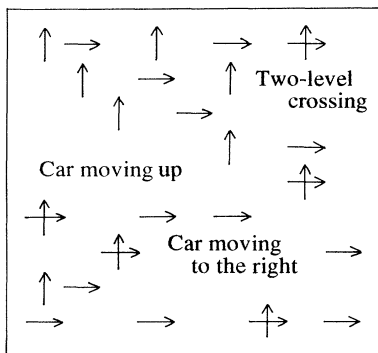 Two-level
crossing
Car moving up
Car moving
to the right